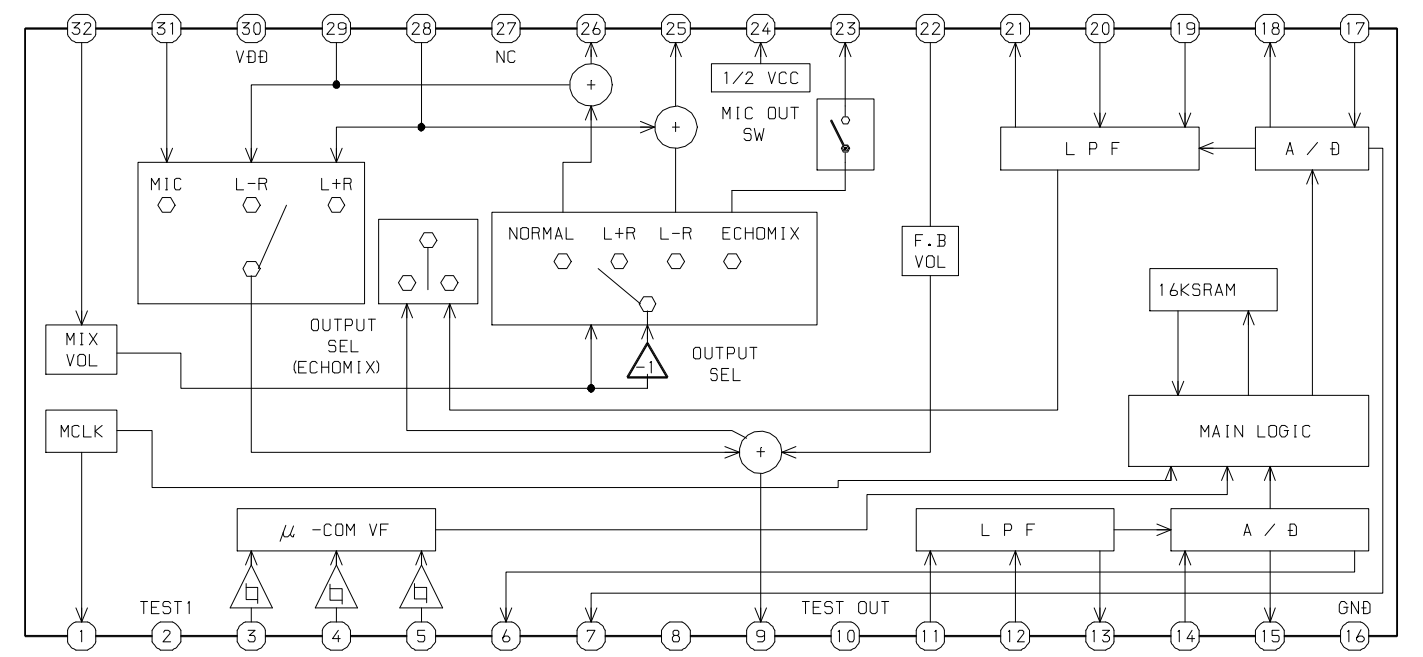 32 31 30 29 28 27 26 25 24 23 22 21 20 19 18 17
VDD NC
1/2 VCC
MIC OUT
SW
L P F
A / D
MIC L-R L+R
NORMAL L+R L-R ECHOMIX
F.B
VOL
16KSRAM
OUTPUT
SEL
(ECHOMIX)
MIX
VOL
-1
OUTPUT
SEL
MCLK
MAIN LOGIC
+
+
+
μ -COM VF
L P F
A / D
TEST1 TEST OUT GND
1 2 3 4 5 6 7 8 9 10 11 12 13 14 15 16